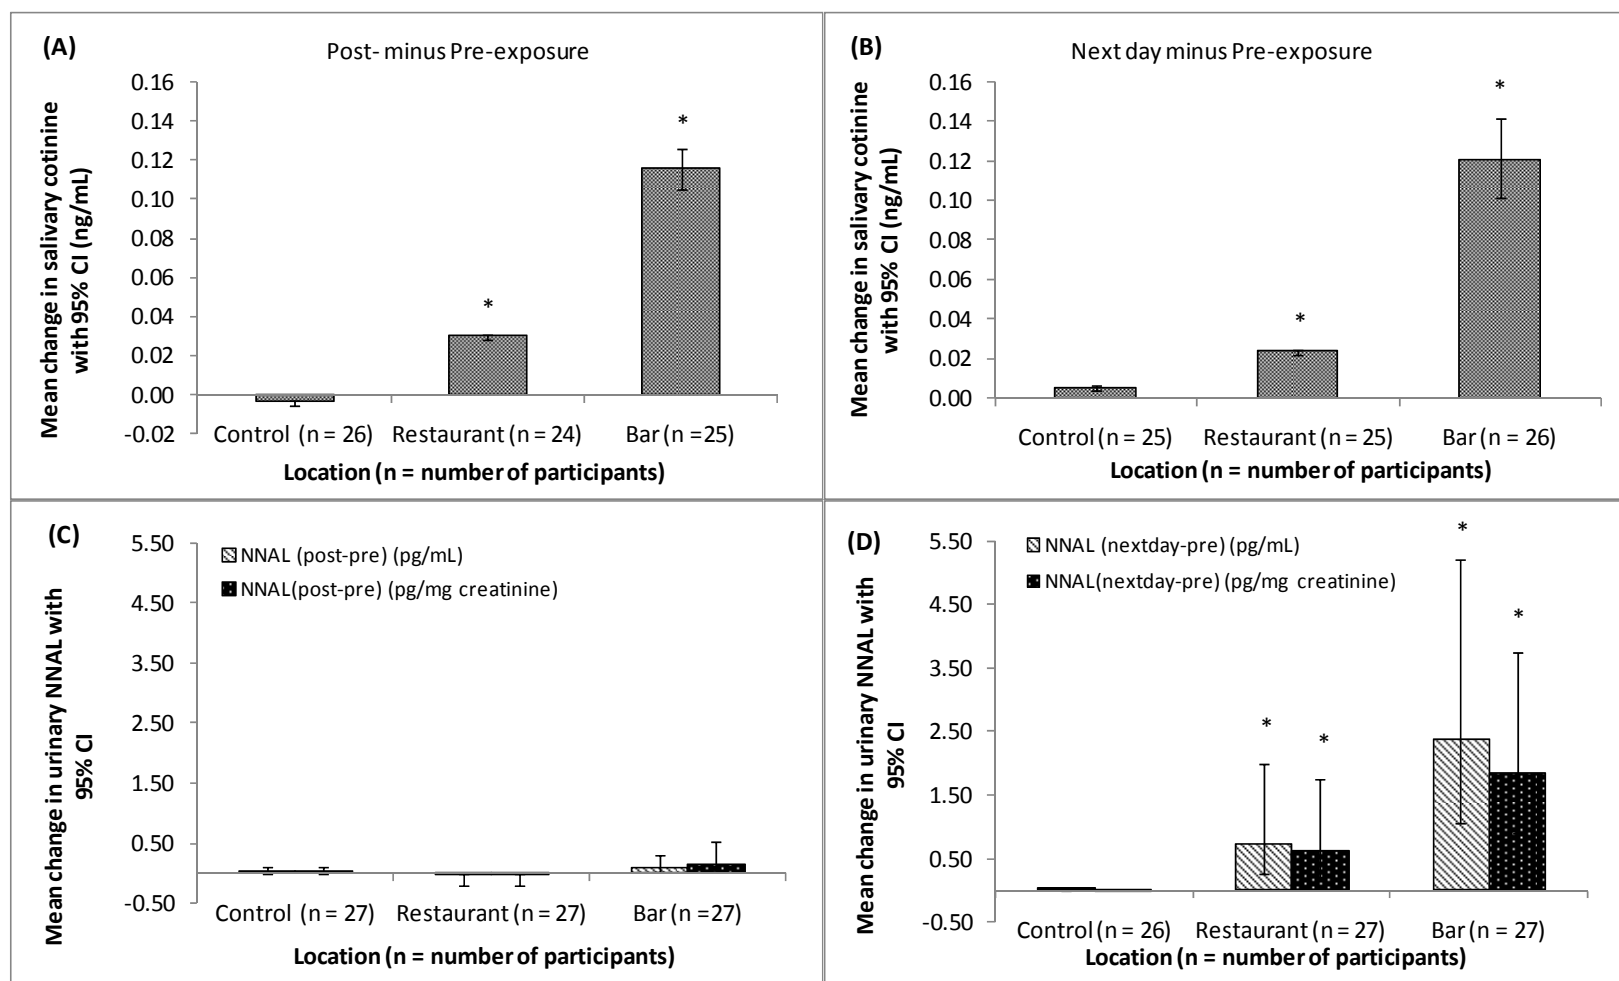 (A)
Post- minus Pre-exposure
Mean change in salivary cotinine
with 95% CI (ng/mL)
0.16
0.14
0.12
0.10
0.08
0.06
0.04
0.02
0.00
-0.02
*
*
Control (n = 26)
Restaurant (n = 24)
Bar (n =25)
Location (n = number of participants)
(B)
Next day minus Pre-exposure
Mean change in salivary cotinine
with 95% CI (ng/mL)
0.16
0.14
0.12
0.10
0.08
0.06
0.04
0.02
0.00
*
*
Control (n = 25)
Restaurant (n = 25)
Bar (n = 26)
Location (n = number of participants)
(C)
NNAL (post-pre) (pg/mL)
NNAL(post-pre) (pg/mg creatinine)
Mean change in urinary NNAL with
95% CI
5.50
4.50
3.50
2.50
1.50
0.50
-0.50
Control (n = 27)
Restaurant (n = 27)
Bar (n =27)
Location (n = number of participants)
(D)
NNAL (nextday-pre) (pg/mL)
NNAL(nextday-pre) (pg/mg creatinine)
Mean change in urinary NNAL with
95% CI
5.50
4.50
3.50
2.50
1.50
0.50
-0.50
*
*
*
*
Control (n = 26)
Restaurant (n = 27)
Bar (n = 27)
Location (n = number of participants)